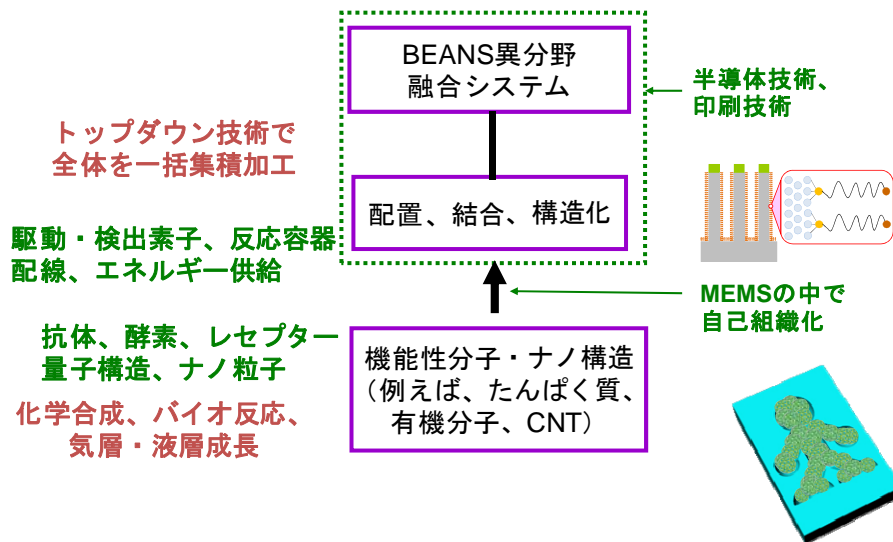 BEANS異分野
融合システム
半導体技術、
印刷技術
トップダウン技術で
全体を一括集積加工
配置、結合、構造化
駆動・検出素子、反応容器
配線、エネルギー供給
MEMSの中で
自己組織化
抗体、酵素、レセプター
量子構造、ナノ粒子
機能性分子・ナノ構造
（例えば、たんぱく質、
有機分子、CNT）
化学合成、バイオ反応、
気層・液層成長